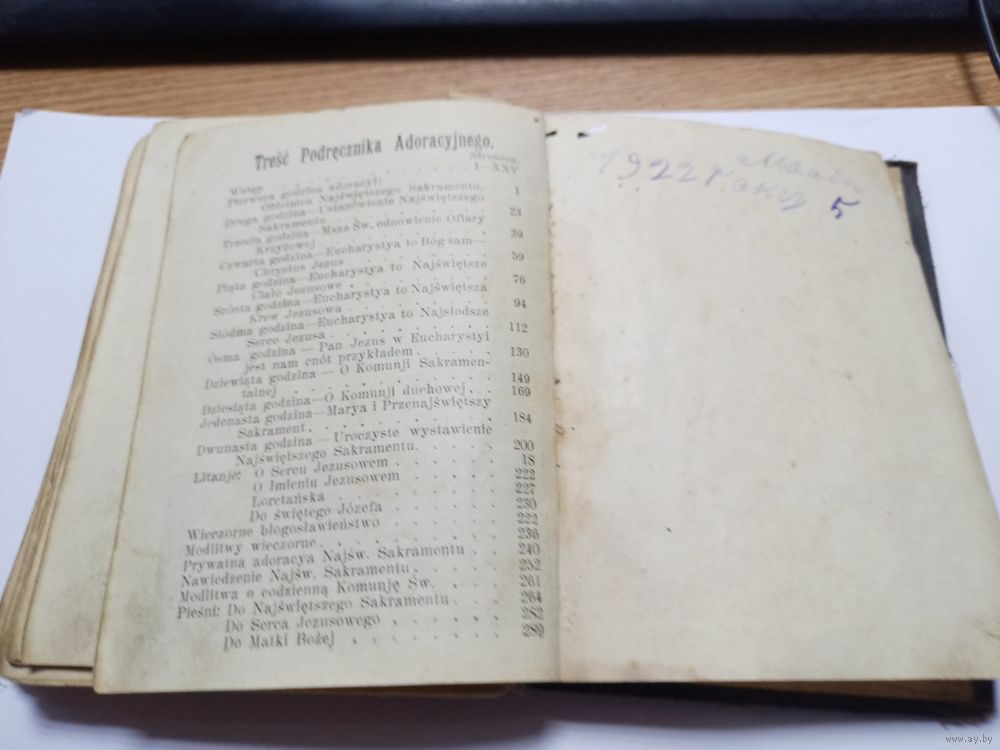 Treść Podręcznika Adoracyjnego.
Stronica.
Wstęp . . . I—XXV
Pierwsza godzina adoracyi:
Obietnica Najświętszego Sakramentu. 1
Druga godzina—Ustanowienie Najświętszego
Sakramentu . . . 23
Trzecia godzina—Msza Św. odnowienie Ofiary
Krzyżowej . . . 39
Czwarta godzina—Eucharystya to Bóg sam—
Chrystus Jezus . . . 59
Piąta godzina—Eucharystya to Najświętsze
Ciało Jezusowe . . . 76
Szósta godzina—Eucharystya to Najświętsza
Krew Jezusowa . . . 94
Siódma godzina—Eucharystya to Najsłodsze
Serce Jezusa . . . 112
Ósma godzina — Pan Jezus w Eucharystyi
jest nam cnót przykładem . . . 130
Dziewiąta godzina — O Komunji Sakramen-
talnej . . . 149
Dziesiąta godzina—O Komunji duchowej . . 169
Jedenasta godzina—Marya i Przenajświętszy
Sakrament . . . 184
Dwunasta godzina—Uroczyste wystawienie
Najświętszego Sakramentu . . . 200
Litanje: O Sercu Jezusowem . . . 18
O Imieniu Jezusowem . . . 222
Loretańska . . . 227
Do świętego Józefa . . . 230
Wieczorne błogosławieństwo . . . 222
Modlitwy wieczorne . . . 236
Prywatna adoracya Najśw. Sakramentu . . 240
Nawiedzenie Najśw. Sakramentu . . . 252
Modlitwa o codzienną Komunję Św. . . . 261
Pieśni: Do Najświętszego Sakramentu . . . 264
Do Serca Jezusowego . . . 282
Do Matki Bożej . . . 289
1922 5
www.ay.by